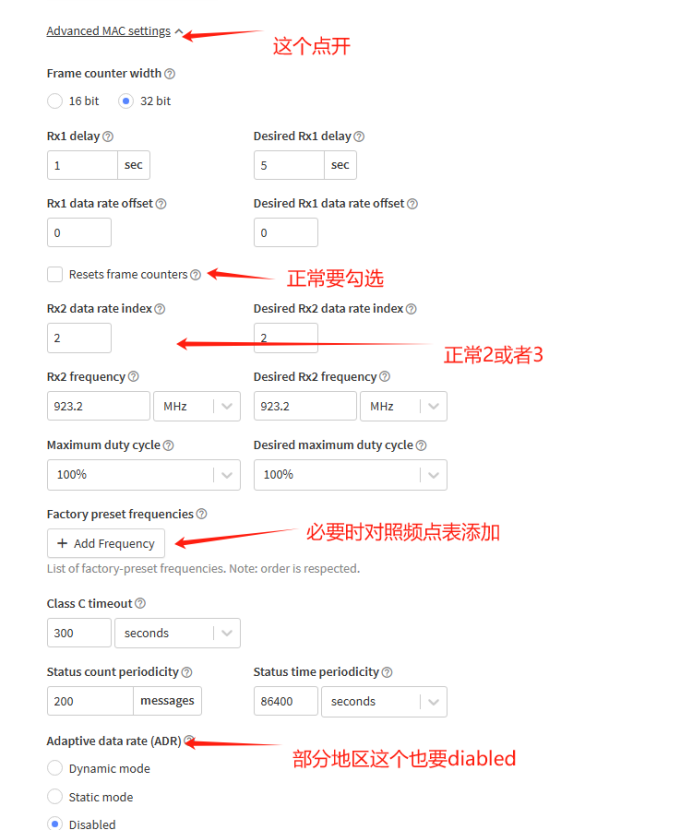 Advanced MAC settings
这个点开
Frame counter width
16 bit 32 bit
Rx1 delay Desired Rx1 delay
1 sec 5 sec
Rx1 data rate offset Desired Rx1 data rate offset
0 0
Resets frame counters 正常要勾选
Rx2 data rate index Desired Rx2 data rate index
2 2
正常2或者3
Rx2 frequency Desired Rx2 frequency
923.2 MHz 923.2 MHz
Maximum duty cycle Desired maximum duty cycle
100% 100%
Factory preset frequencies
必要时对照频点表添加
+ Add Frequency
List of factory-preset frequencies. Note: order is respected.
Class C timeout
300 seconds
Status count periodicity Status time periodicity
200 messages 86400 seconds
Adaptive data rate (ADR)
部分地区这个也要diabled
Dynamic mode
Static mode
Disabled